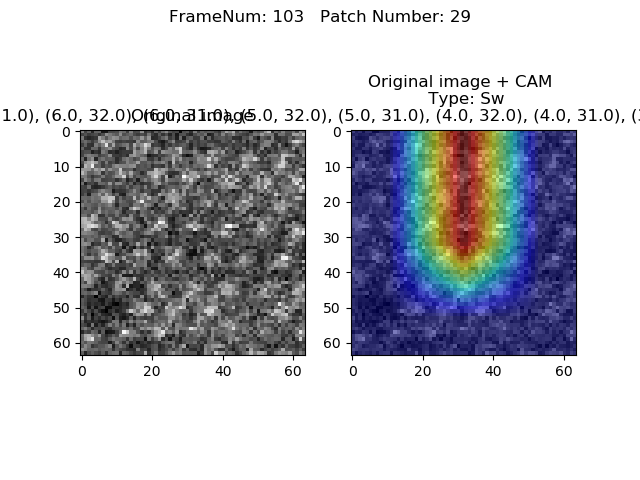 FrameNum: 103   Patch Number: 29
Original image + CAM
Type: Sw
1.0), (6.0, 32.0), (6.0, 31.0), (5.0, 32.0), (5.0, 31.0), (4.0, 32.0), (4.0, 31.0), (3
Original image
0
10
20
30
40
50
60
0 20 40 60
0
10
20
30
40
50
60
0 20 40 60